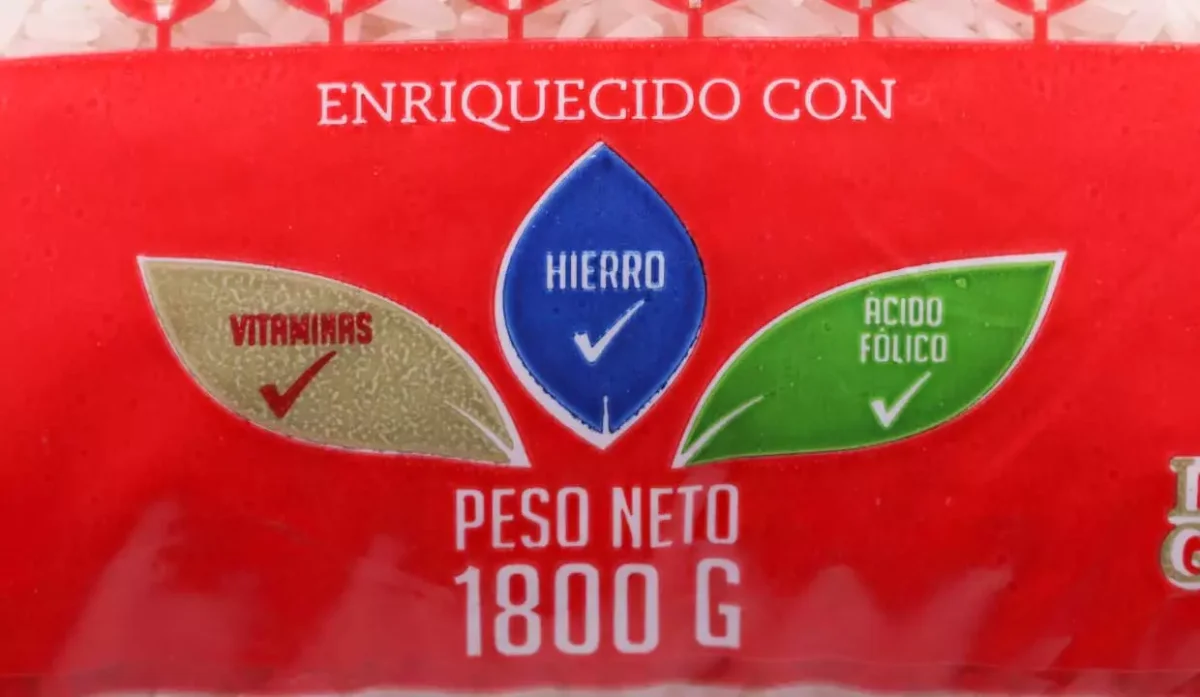 ENRIQUECIDO CON
HIERRO
VITAMINAS
ÁCIDO
FÓLICO
PESO NETO
1800 G